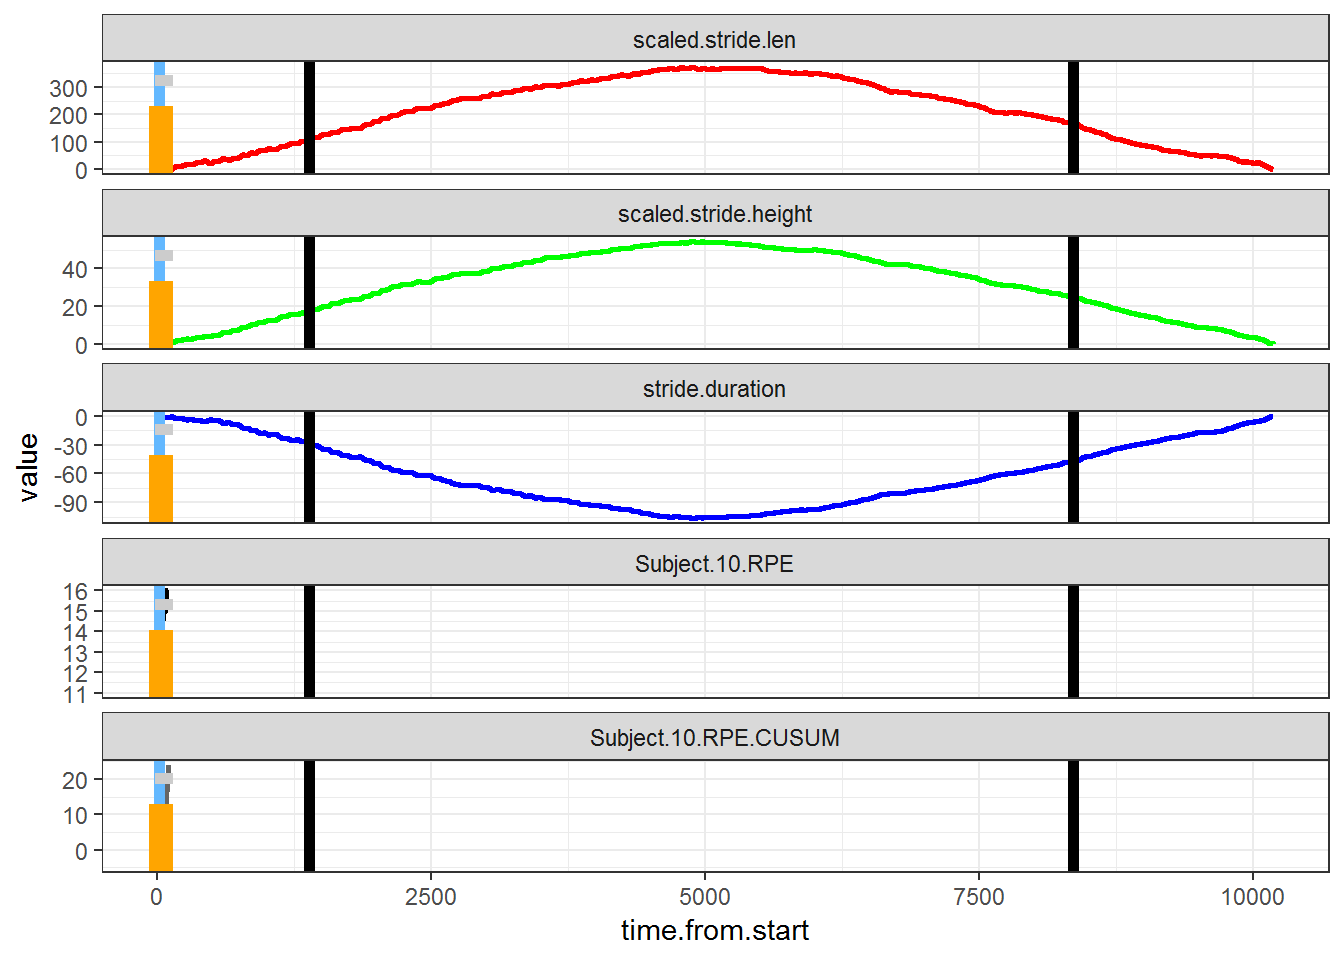 scaled.stride.len
300
200
100
0
scaled.stride.height
40
20
0
stride.duration
0
-30
-60
-90
value
Subject.10.RPE
16
15
14
13
12
11
Subject.10.RPE.CUSUM
20
10
0
0 2500 5000 7500 10000
time.from.start